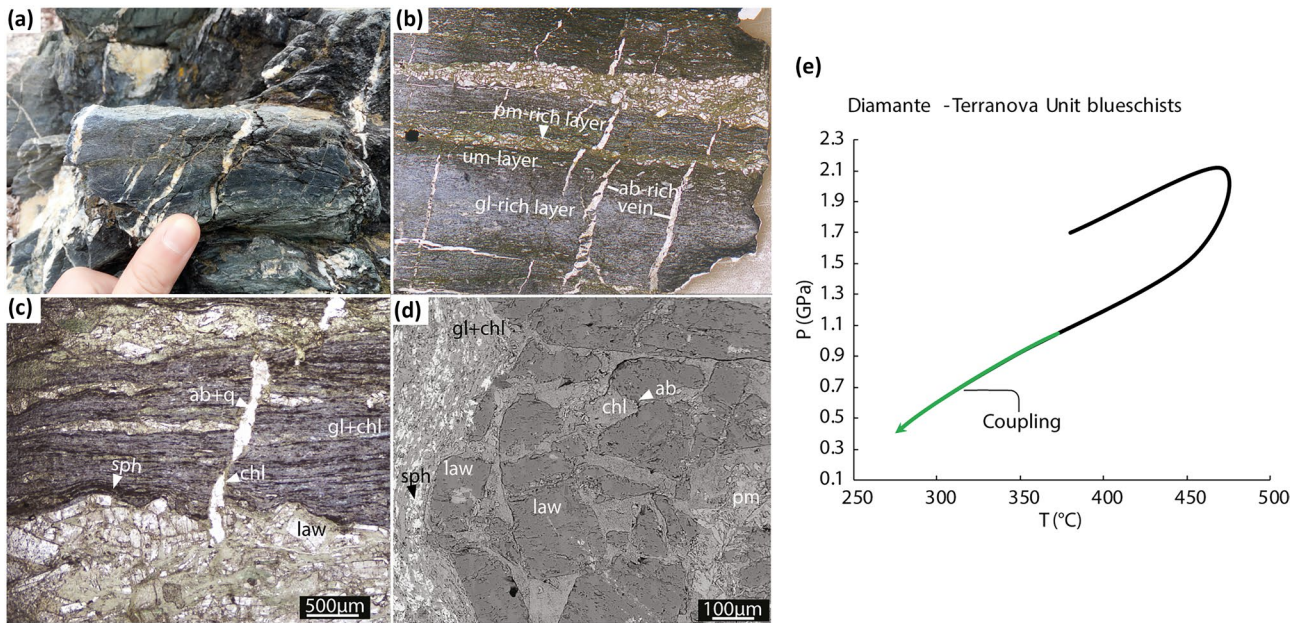 (a)
(b)
pm-rich layer
um-layer
gl-rich layer
ab-rich
vein
(c)
ab+q
gl+chl
chl
sph
law
500µm
(d)
gl+chl
ab
chl
law
sph
law
pm
100µm
(e)
Diamante -Terranova Unit blueschists
P (GPa)
2.3
2.1
1.9
1.7
1.5
1.3
1.1
0.9
0.7
0.5
0.3
0.1
Coupling
250
300
350
400
450
500
T (°C)